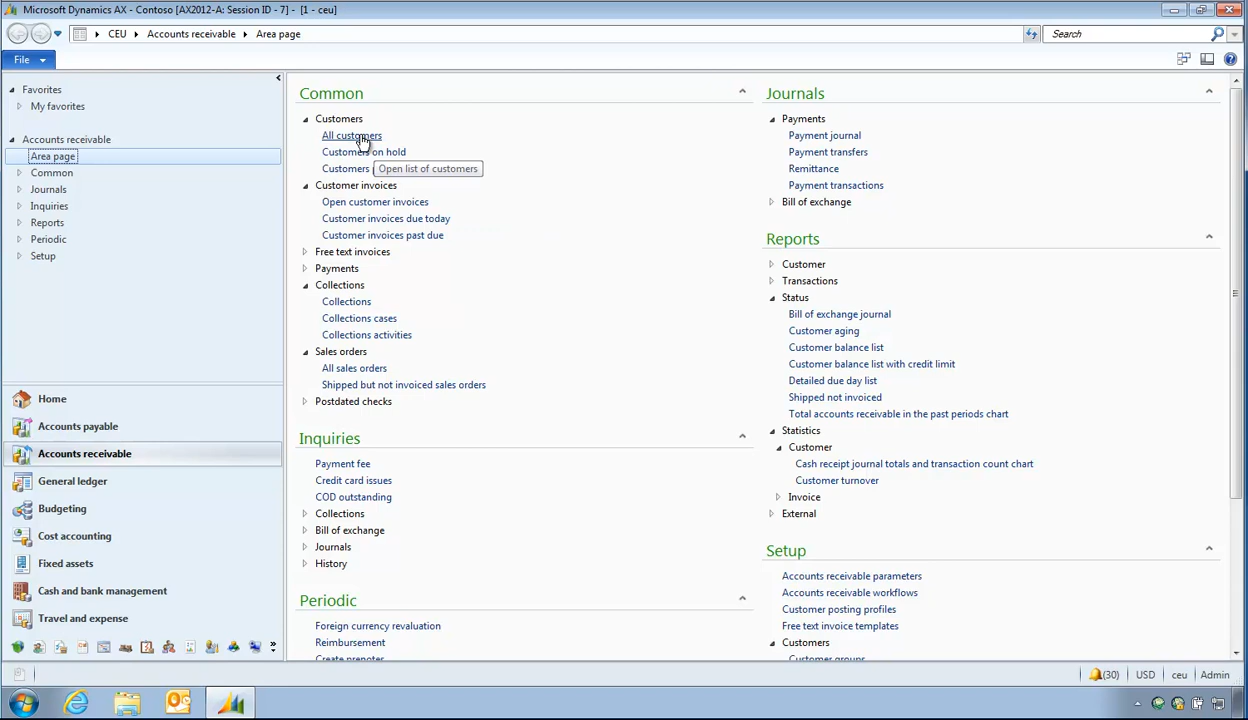 Microsoft Dynamics AX - Contoso [AX2012-A: Session ID - 7] - [1 - ceu]
CEU
Accounts receivable
Area page
Search
File
Favorites
My favorites
Accounts receivable
Area page
Common
Journals
Inquiries
Reports
Periodic
Setup
Home
Accounts payable
Accounts receivable
General ledger
Budgeting
Cost accounting
Fixed assets
Cash and bank management
Travel and expense
Common
Customers
All customers
Customers on hold
Customers
Open list of customers
Customer invoices
Open customer invoices
Customer invoices due today
Customer invoices past due
Free text invoices
Payments
Collections
Collections
Collections cases
Collections activities
Sales orders
All sales orders
Shipped but not invoiced sales orders
Postdated checks
Inquiries
Payment fee
Credit card issues
COD outstanding
Collections
Bill of exchange
Journals
History
Periodic
Foreign currency revaluation
Reimbursement
Create prenotes
Journals
Payments
Payment journal
Payment transfers
Remittance
Payment transactions
Bill of exchange
Reports
Customer
Transactions
Status
Bill of exchange journal
Customer aging
Customer balance list
Customer balance list with credit limit
Detailed due day list
Shipped not invoiced
Total accounts receivable in the past periods chart
Statistics
Customer
Cash receipt journal totals and transaction count chart
Customer turnover
Invoice
External
Setup
Accounts receivable parameters
Accounts receivable workflows
Customer posting profiles
Free text invoice templates
Customers
Customer groups
(30)
USD
ceu
Admin